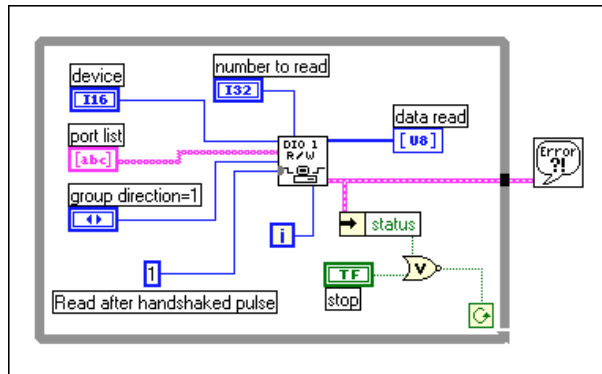 number to read
I32
device
I16
data read
[U8]
port list
[abc]
DIO 1
R/W
Error
?!
group direction=1
status
i
1
TF
V
Read after handshaked pulse
stop